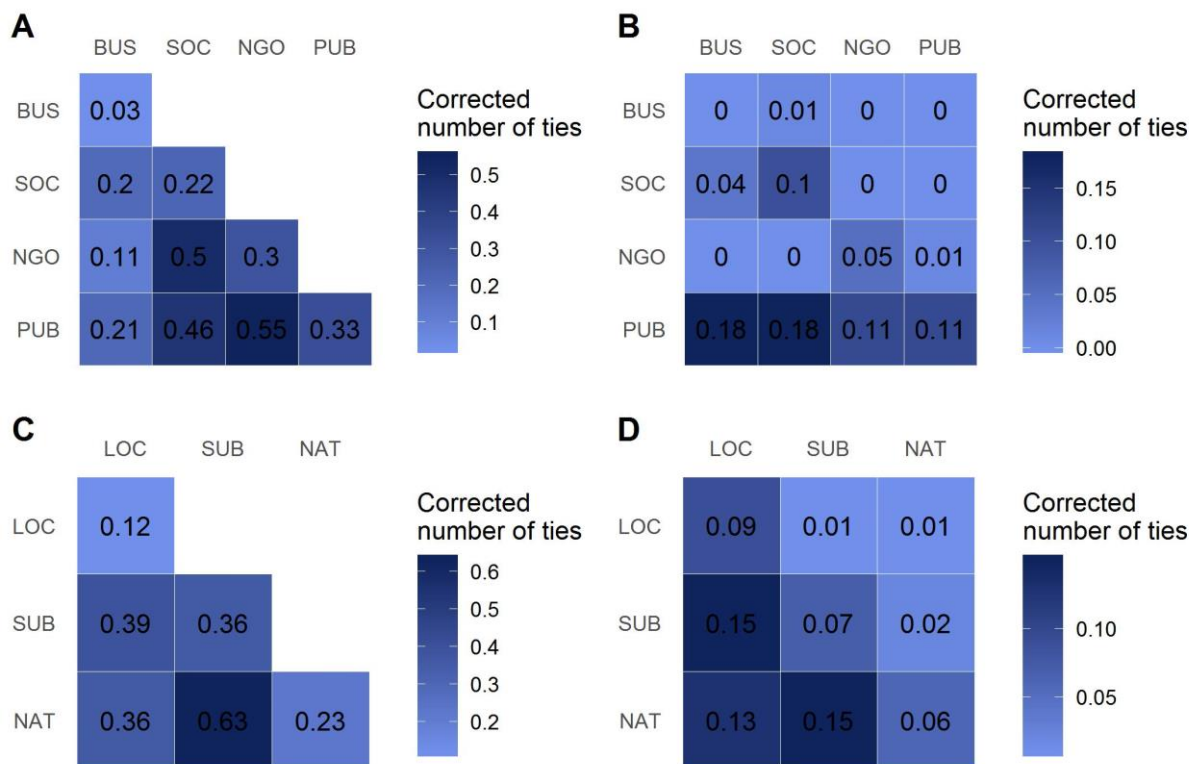 A
BUS SOC NGO PUB
BUS 0.03
SOC 0.2 0.22
NGO 0.11 0.5 0.3
PUB 0.21 0.46 0.55 0.33
Corrected
number of ties
0.5
0.4
0.3
0.2
0.1
B
BUS SOC NGO PUB
BUS 0 0.01 0 0
SOC 0.04 0.1 0 0
NGO 0 0 0.05 0.01
PUB 0.18 0.18 0.11 0.11
Corrected
number of ties
0.15
0.10
0.05
0.00
C
LOC SUB NAT
LOC 0.12
SUB 0.39 0.36
NAT 0.36 0.63 0.23
Corrected
number of ties
0.6
0.5
0.4
0.3
0.2
D
LOC SUB NAT
LOC 0.09 0.01 0.01
SUB 0.15 0.07 0.02
NAT 0.13 0.15 0.06
Corrected
number of ties
0.10
0.05